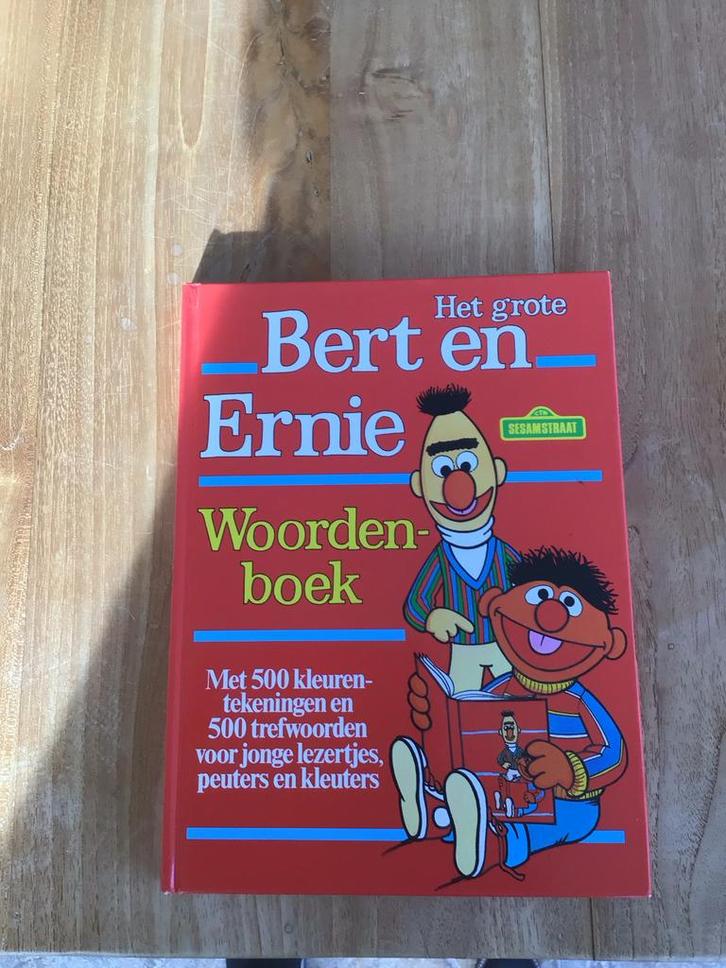 Het grote
Bert en
Ernie
CTW
SESAMSTRAAT
Woorden-
boek
Met 500 kleuren-
tekeningen en
500 trefwoorden
voor jonge lezertjes,
peuters en kleuters